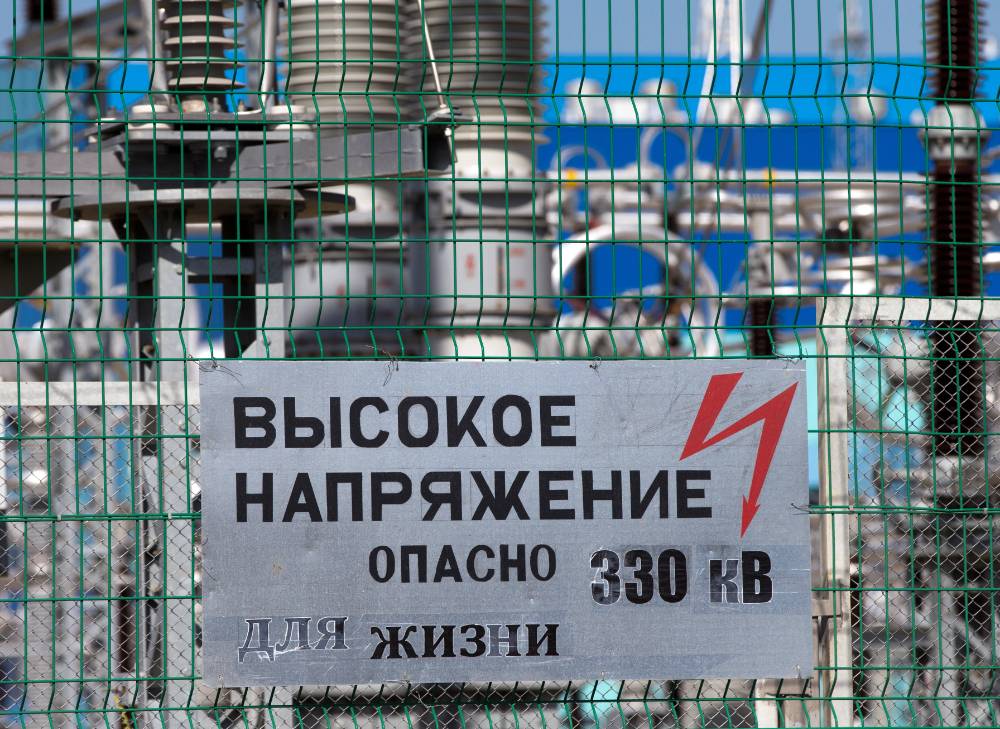 ВЫСОКОЕ
НАПРЯЖЕНИЕ
ОПАСНО 330 кВ
ДЛЯ ЖИЗНИ